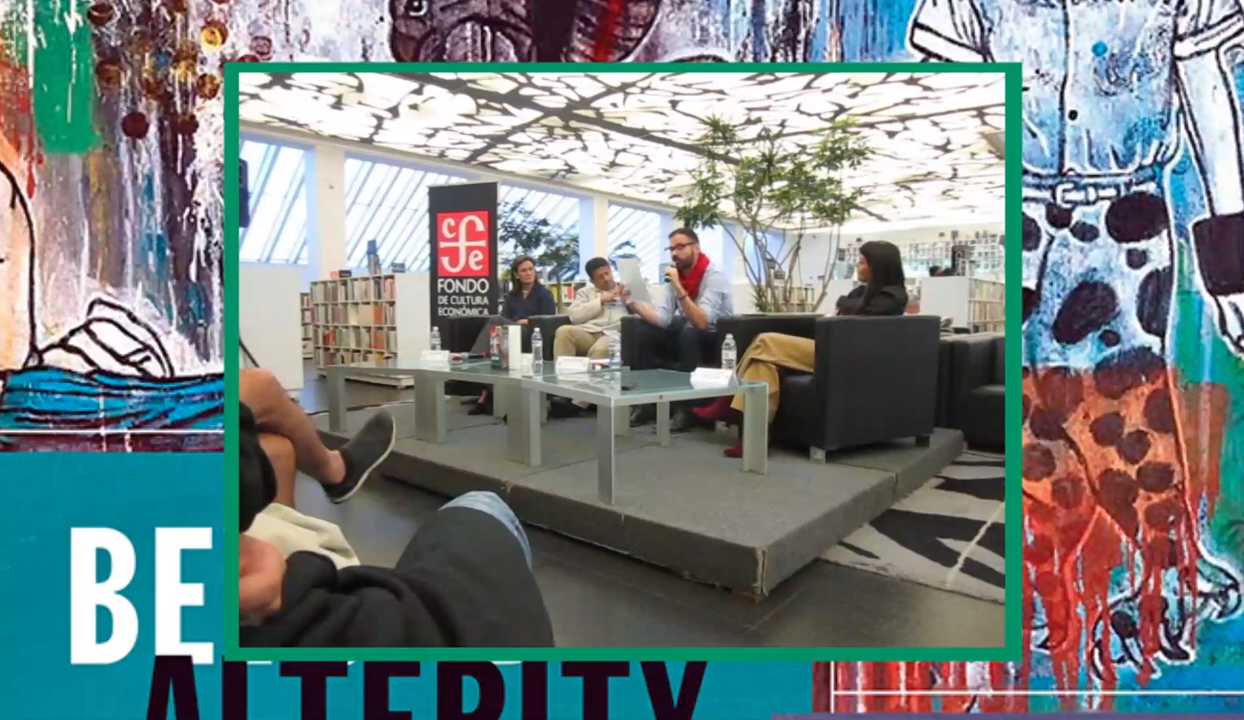 cfe
FONDO
DE CULTURA
ECONÓMICA
BE
ALTERITY